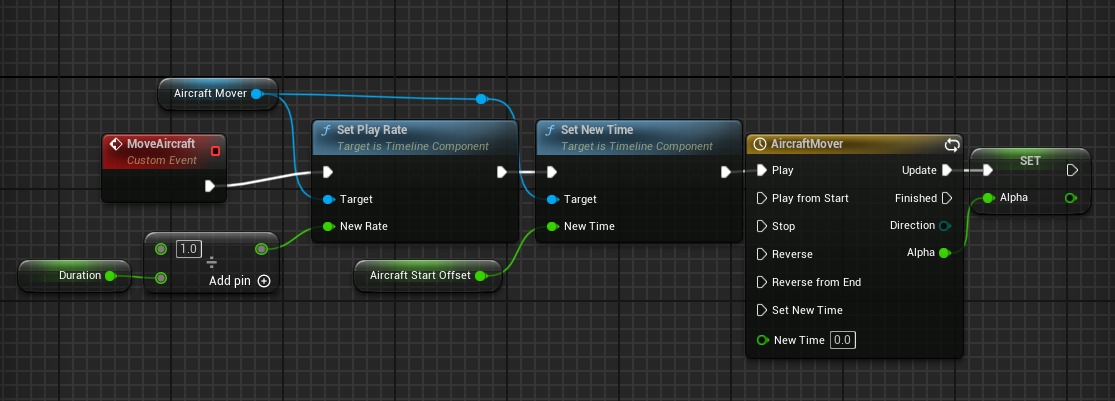 Aircraft Mover
MoveAircraft
Custom Event
Duration
1.0
÷
Add pin
Set Play Rate
Target is Timeline Component
Target
New Rate
Aircraft Start Offset
Set New Time
Target is Timeline Component
Target
New Time
AircraftMover
Play
Update
Play from Start
Finished
Stop
Direction
Reverse
Alpha
Reverse from End
Set New Time
New Time 0.0
SET
Alpha